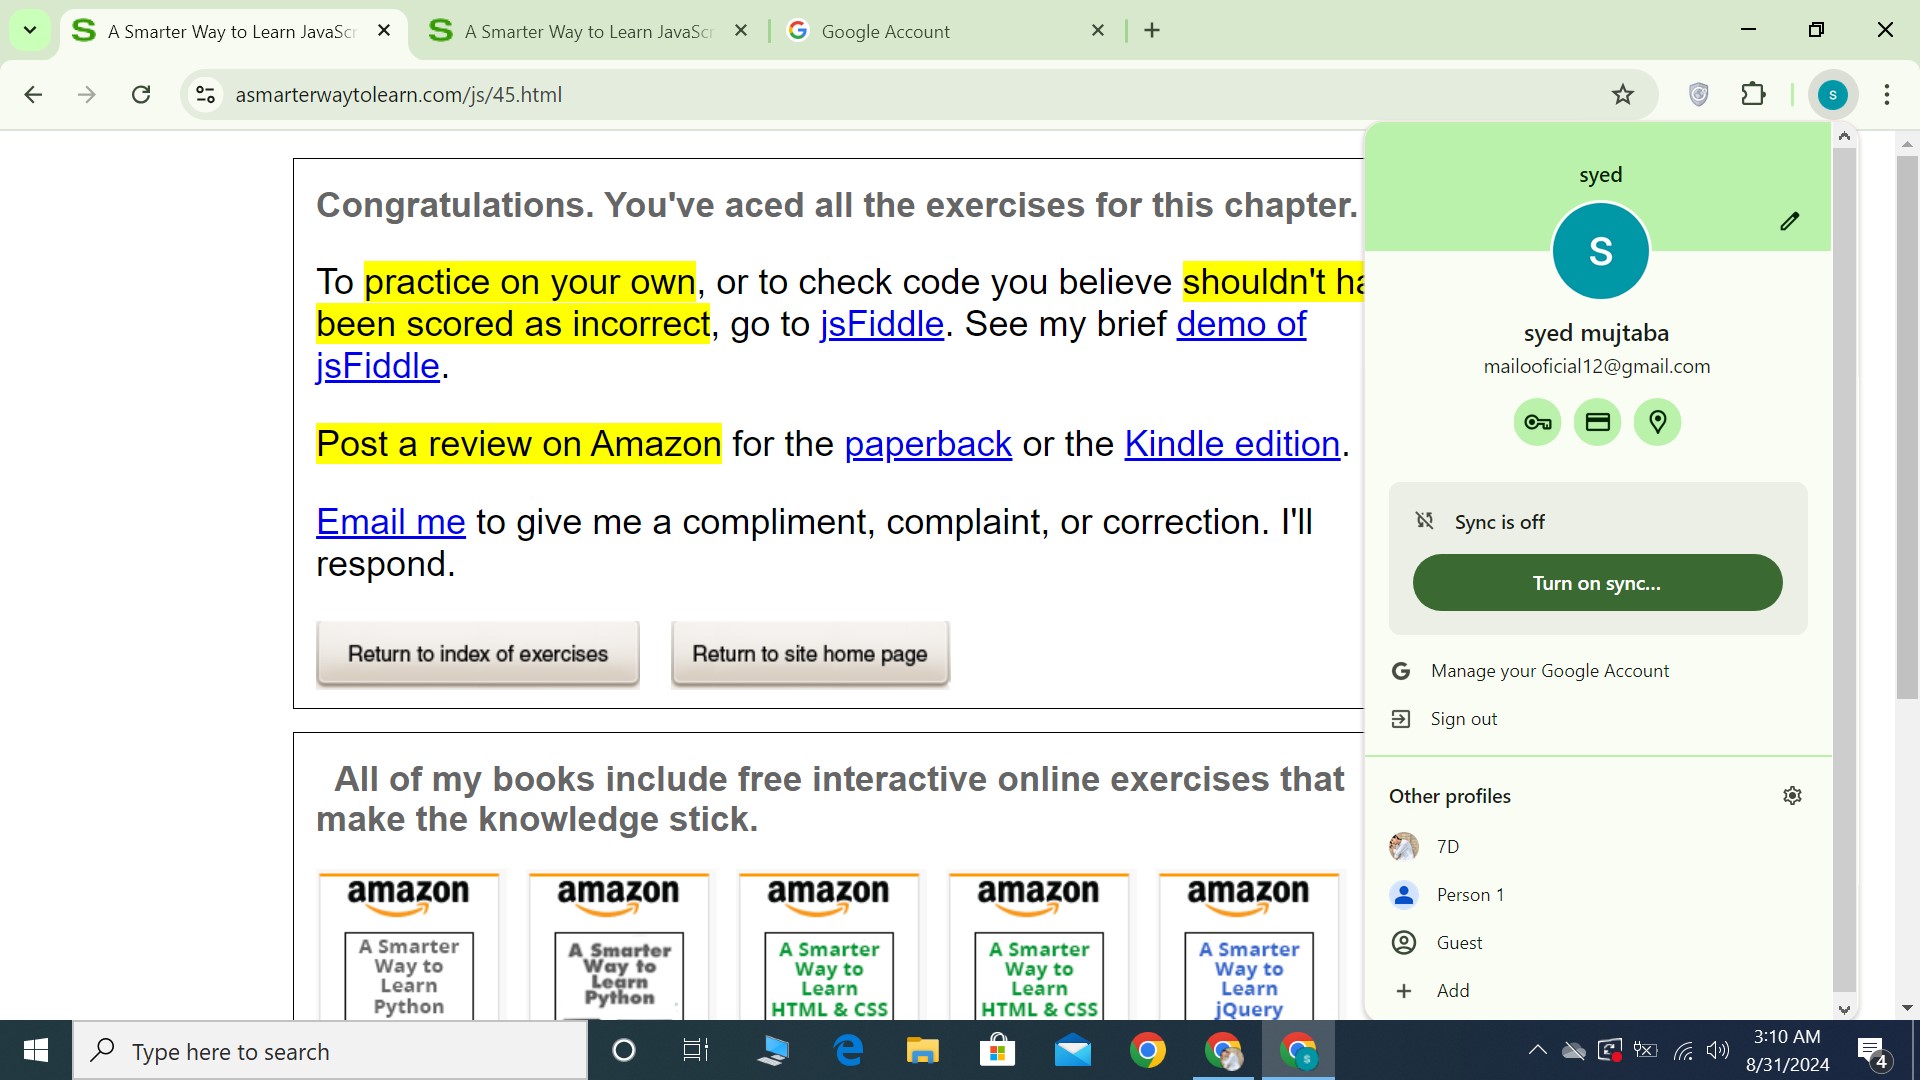 A Smarter Way to Learn JavaScr
A Smarter Way to Learn JavaScr
Google Account
asmarterwaytolearn.com/js/45.html
S
Congratulations. You've aced all the exercises for this chapter.
To practice on your own, or to check code you believe shouldn't ha
been scored as incorrect, go to jsFiddle. See my brief demo of
jsFiddle.
Post a review on Amazon for the paperback or the Kindle edition.
Email me to give me a compliment, complaint, or correction. I'll
respond.
Return to index of exercises
Return to site home page
All of my books include free interactive online exercises that
make the knowledge stick.
amazon
A Smarter
Way to
Learn
Python
amazon
A Smarter
Way to
Learn
Python
amazon
A Smarter
Way to
Learn
HTML & CSS
amazon
A Smarter
Way to
Learn
HTML & CSS
amazon
A Smarter
Way to
Learn
jQuery
syed
S
syed mujtaba
mailooficial12@gmail.com
Sync is off
Turn on sync...
Manage your Google Account
Sign out
Other profiles
7D
Person 1
Guest
Add
Type here to search
3:10 AM
8/31/2024
4